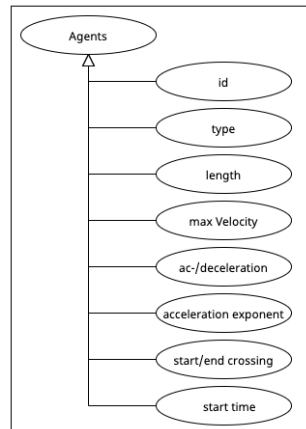 Agents
id
type
length
max Velocity
ac-/deceleration
acceleration exponent
start/end crossing
start time